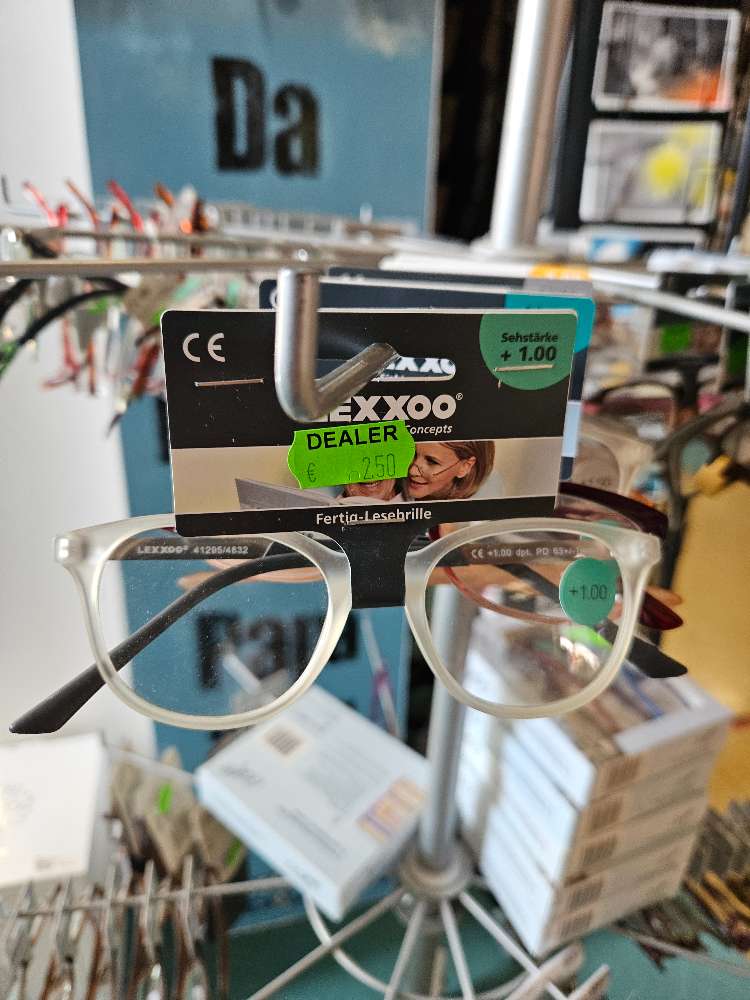 Da
CE
Sehstärke
+ 1.00
LEXXOO®
Concepts
DEALER
€ 2.50
Fertig-Lesebrille
LEXXOO® 41295/4632
CE +1.00 dpt. PD
+1.00